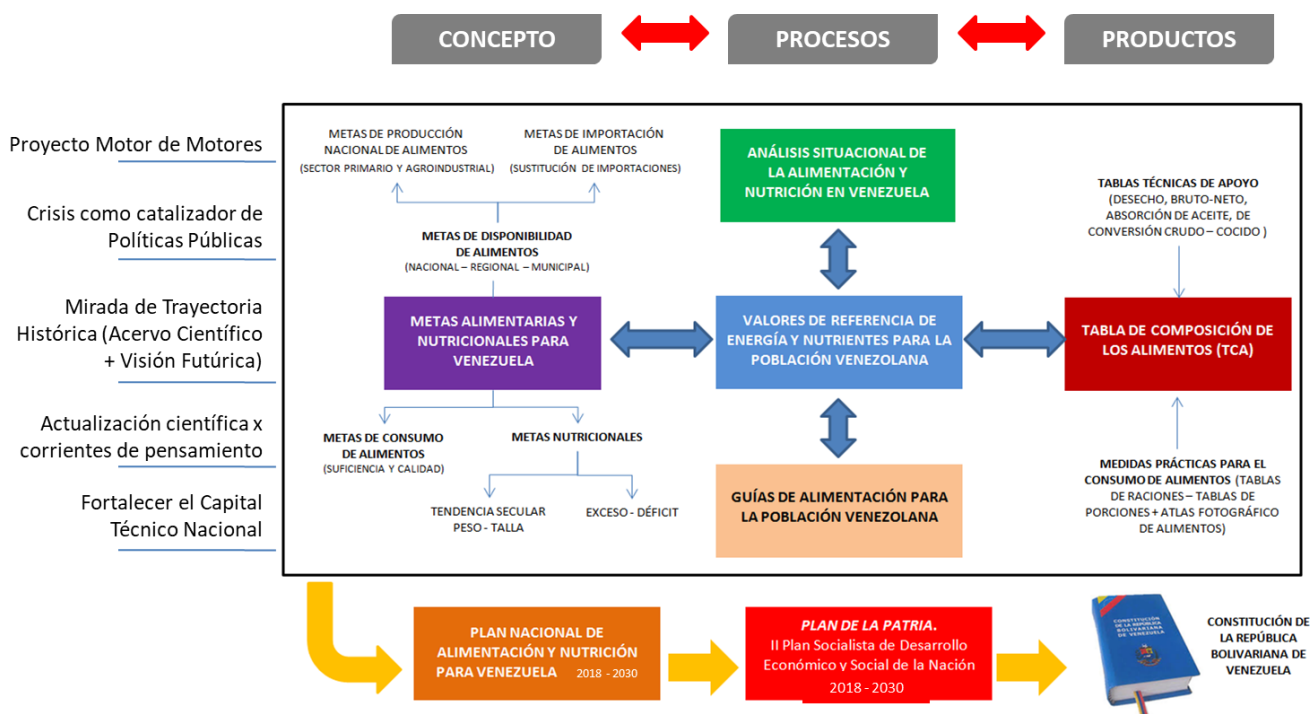 CONCEPTO
PROCESOS
PRODUCTOS
Proyecto Motor de Motores
Crisis como catalizador de
Políticas Públicas
Mirada de Trayectoria
Histórica (Acervo Científico
+ Visión Futúrica)
Actualización científica x
corrientes de pensamiento
Fortalecer el Capital
Técnico Nacional
METAS DE PRODUCCIÓN
NACIONAL DE ALIMENTOS
(SECTOR PRIMARIO Y AGROINDUSTRIAL)
METAS DE IMPORTACIÓN
DE ALIMENTOS
(SUSTITUCIÓN DE IMPORTACIONES)
METAS DE DISPONIBILIDAD
DE ALIMENTOS
(NACIONAL – REGIONAL – MUNICIPAL)
METAS ALIMENTARIAS Y
NUTRICIONALES PARA
VENEZUELA
METAS DE CONSUMO
DE ALIMENTOS
(SUFICIENCIA Y CALIDAD)
METAS NUTRICIONALES
TENDENCIA SECULAR
PESO - TALLA
EXCESO - DÉFICIT
ANÁLISIS SITUACIONAL DE
LA ALIMENTACIÓN Y
NUTRICIÓN EN VENEZUELA
VALORES DE REFERENCIA DE
ENERGÍA Y NUTRIENTES PARA LA
POBLACIÓN VENEZOLANA
GUÍAS DE ALIMENTACIÓN PARA
LA POBLACIÓN VENEZOLANA
TABLAS TÉCNICAS DE APOYO
(DESECHO, BRUTO-NETO,
ABSORCIÓN DE ACEITE, DE
CONVERSIÓN CRUDO – COCIDO )
TABLA DE COMPOSICIÓN DE
LOS ALIMENTOS (TCA)
MEDIDAS PRÁCTICAS PARA EL
CONSUMO DE ALIMENTOS (TABLAS
DE RACIONES – TABLAS DE
PORCIONES + ATLAS FOTOGRÁFICO
DE ALIMENTOS)
PLAN NACIONAL DE
ALIMENTACIÓN Y NUTRICIÓN
PARA VENEZUELA 2018 - 2030
PLAN DE LA PATRIA.
II Plan Socialista de Desarrollo
Económico y Social de la Nación
2018 - 2030
CONSTITUCIÓN
DE LA REPÚBLICA
BOLIVARIANA
DE VENEZUELA
CONSTITUCIÓN DE
LA REPÚBLICA
BOLIVARIANA DE
VENEZUELA